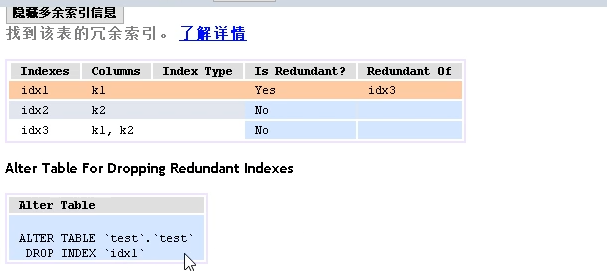 隐藏多余索引信息
找到该表的冗余索引。 了解详情
Indexes Columns Index Type Is Redundant? Redundant Of
idx1 k1 Yes idx3
idx2 k2 No
idx3 k1, k2 No
Alter Table For Dropping Redundant Indexes
Alter Table
ALTER TABLE `test`.`test`
DROP INDEX `idx1`